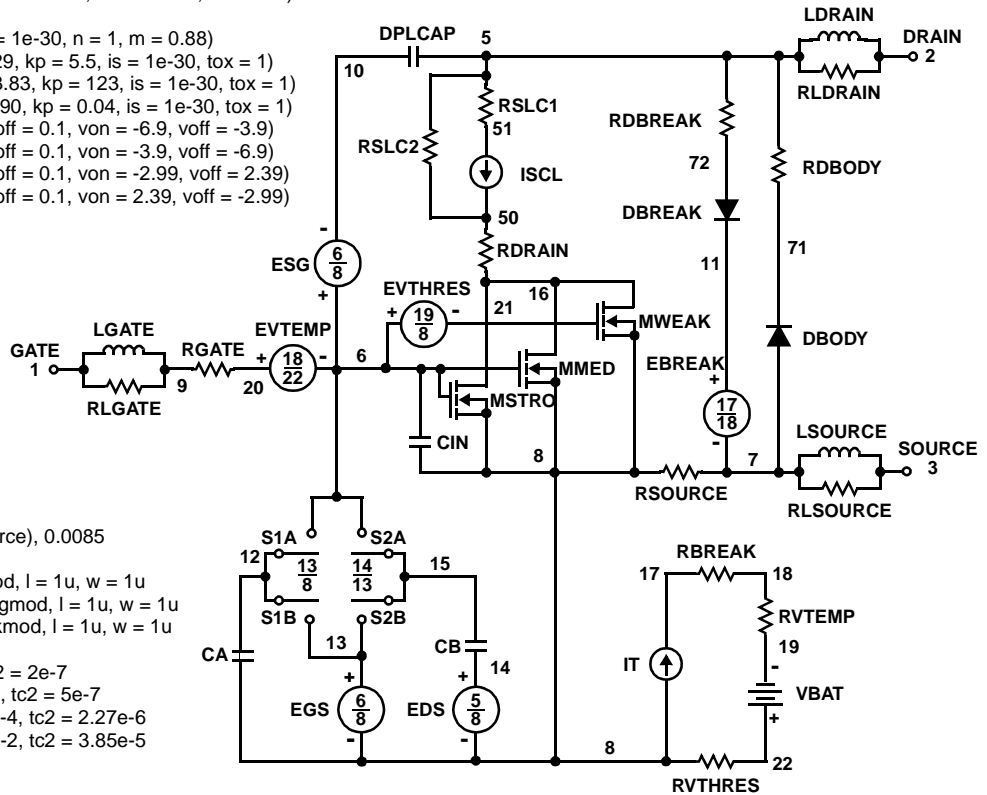 = 1e-30, n = 1, m = 0.88)
29, kp = 5.5, is = 1e-30, tox = 1)
3.83, kp = 123, is = 1e-30, tox = 1)
90, kp = 0.04, is = 1e-30, tox = 1)
off = 0.1, von = -6.9, voff = -3.9)
off = 0.1, von = -3.9, voff = -6.9)
off = 0.1, von = -2.99, voff = 2.39)
off = 0.1, von = 2.39, voff = -2.99)
LDRAIN
DPLCAP
5
DRAIN
2
10
RLDRAIN
RSLC1
51
RDBREAK
RSLC2
72
RDBODY
ISCL
DBREAK
50
RDRAIN
71
11
ESG
-
6
8
+
EVTHRES
16
21
+
19
8
-
MWEAK
LGATE
EVTEMP
DBODY
GATE
1
RGATE
+
18
22
-
6
MMED
EBREAK
+
9
20
MSTRO
17
18
-
RLGATE
LSOURCE
CIN
8
7
SOURCE
3
RSOURCE
RLSOURCE
rce), 0.0085
S1A
S2A
12
13
8
14
13
15
RBREAK
17
18
od, l = 1u, w = 1u
gmod, l = 1u, w = 1u
kmod, l = 1u, w = 1u
S1B
S2B
RVTEMP
13
CB
19
CA
14
IT
-
2 = 2e-7
, tc2 = 5e-7
-4, tc2 = 2.27e-6
-2, tc2 = 3.85e-5
+
+
VBAT
EGS
6
8
EDS
5
8
+
-
-
8
22
RVTHRES